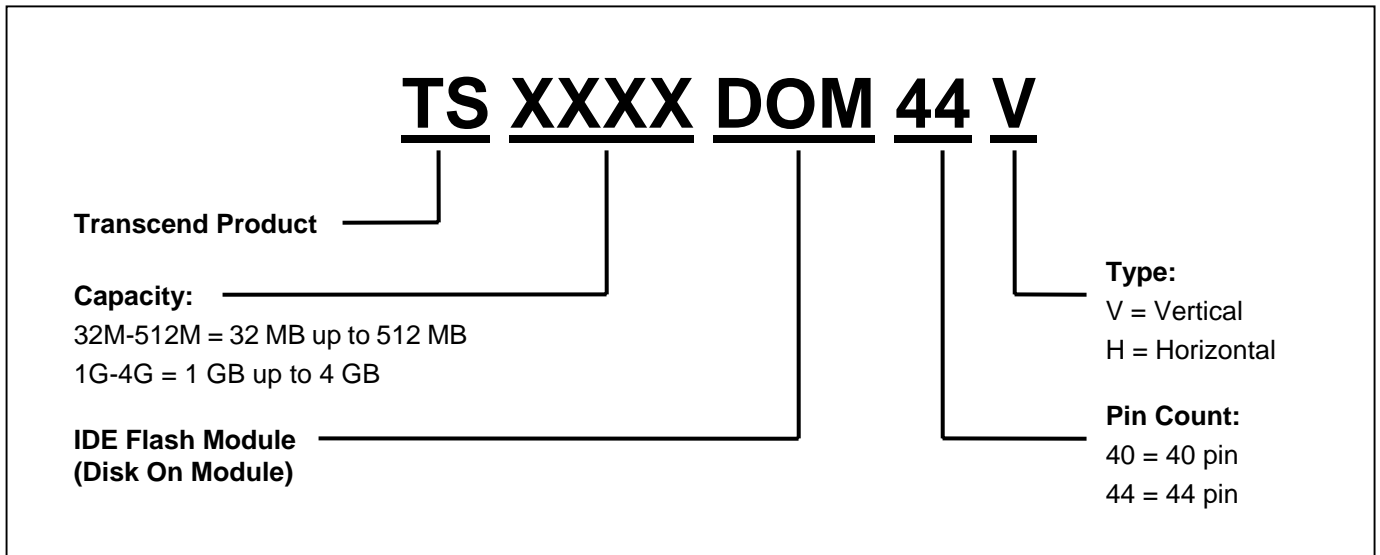 TS XXXX DOM 44 V
Transcend Product
Capacity:
32M-512M = 32 MB up to 512 MB
1G-4G = 1 GB up to 4 GB
IDE Flash Module
(Disk On Module)
Type:
V = Vertical
H = Horizontal
Pin Count:
40 = 40 pin
44 = 44 pin